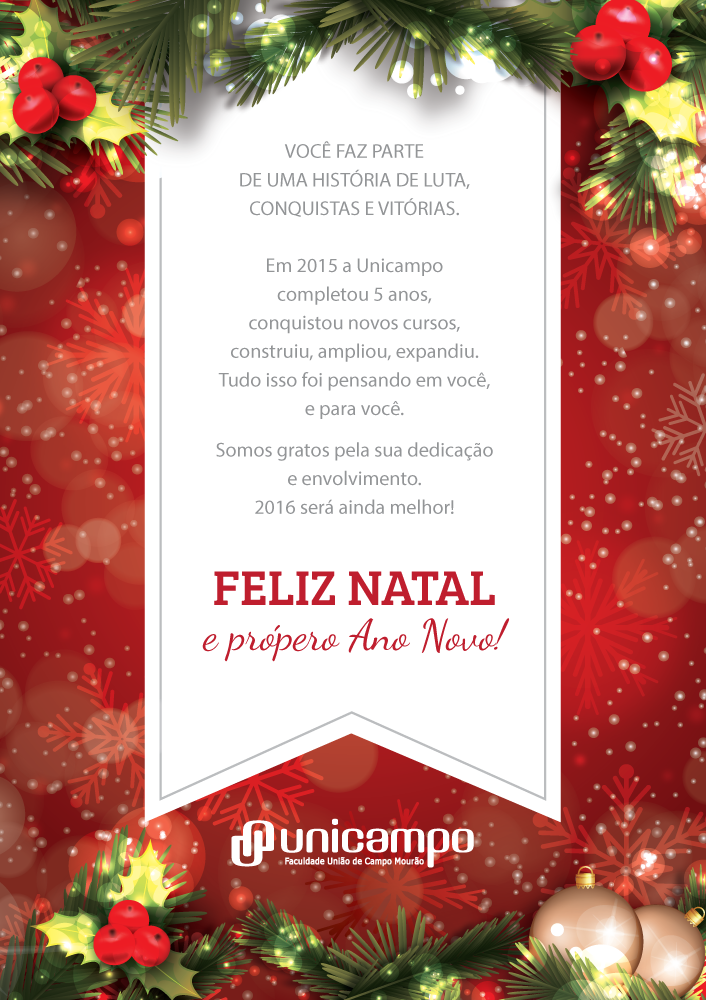 VOCÊ FAZ PARTE
DE UMA HISTÓRIA DE LUTA,
CONQUISTAS E VITÓRIAS.
Em 2015 a Unicampo
completou 5 anos,
conquistou novos cursos,
construiu, ampliou, expandiu.
Tudo isso foi pensando em você,
e para você.
Somos gratos pela sua dedicação
e envolvimento.
2016 será ainda melhor!
FELIZ NATAL
e própero Ano Novo!
unicampo
Faculdade União de Campo Mourão